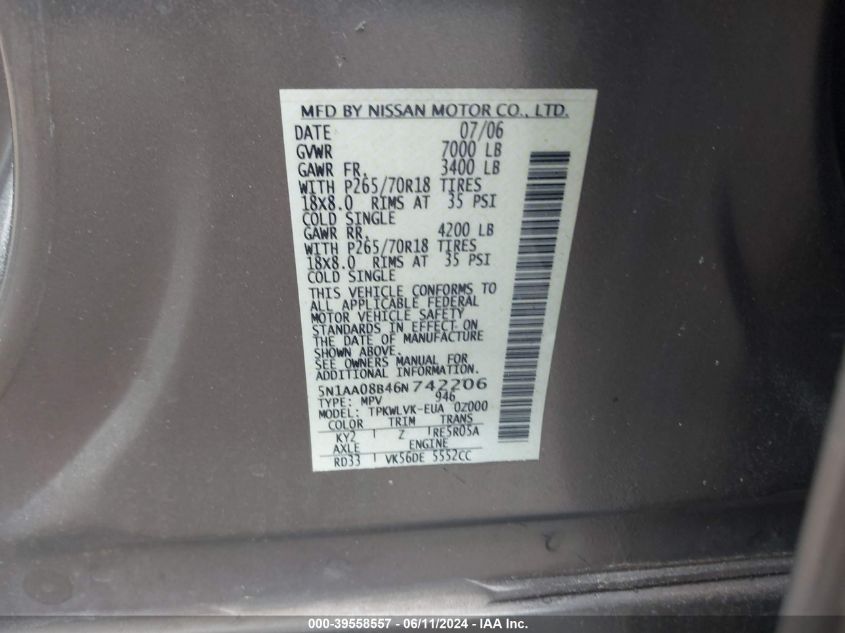 MFD BY NISSAN MOTOR CO., LTD.
DATE 07/06
GVWR 7000 LB
GAWR FR. 3400 LB
WITH P265/70R18 TIRES
18X8.0 RIMS AT 35 PSI
COLD SINGLE
GAWR RR. 4200 LB
WITH P265/70R18 TIRES
18X8.0 RIMS AT 35 PSI
COLD SINGLE
THIS VEHICLE CONFORMS TO
ALL APPLICABLE FEDERAL
MOTOR VEHICLE SAFETY
STANDARDS IN EFFECT ON
THE DATE OF MANUFACTURE
SHOWN ABOVE.
SEE OWNERS MANUAL FOR
ADDITIONAL INFORMATION.
5N1AA08B46N742206
TYPE: MPV 946
MODEL: TPKWLVK-EUA 0Z000
COLOR TRIM TRANS
KY2 Z RE5R05A
AXLE ENGINE
RD33 VK56DE 5552CC
000-39558557 - 06/11/2024 - IAA Inc.